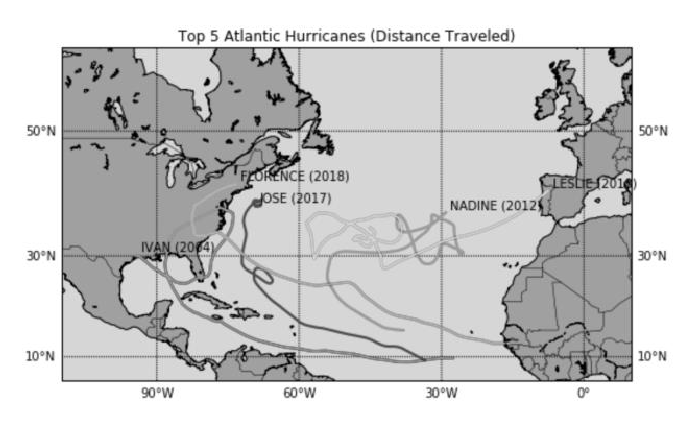 Top 5 Atlantic Hurricanes (Distance Traveled)
50°N
50°N
FLORENCE (2018)
LESLIE (2018)
JOSE (2017)
NADINE (2012)
IVAN (2004)
30°N
30°N
10°N
10°N
90°W
60°W
30°W
0°